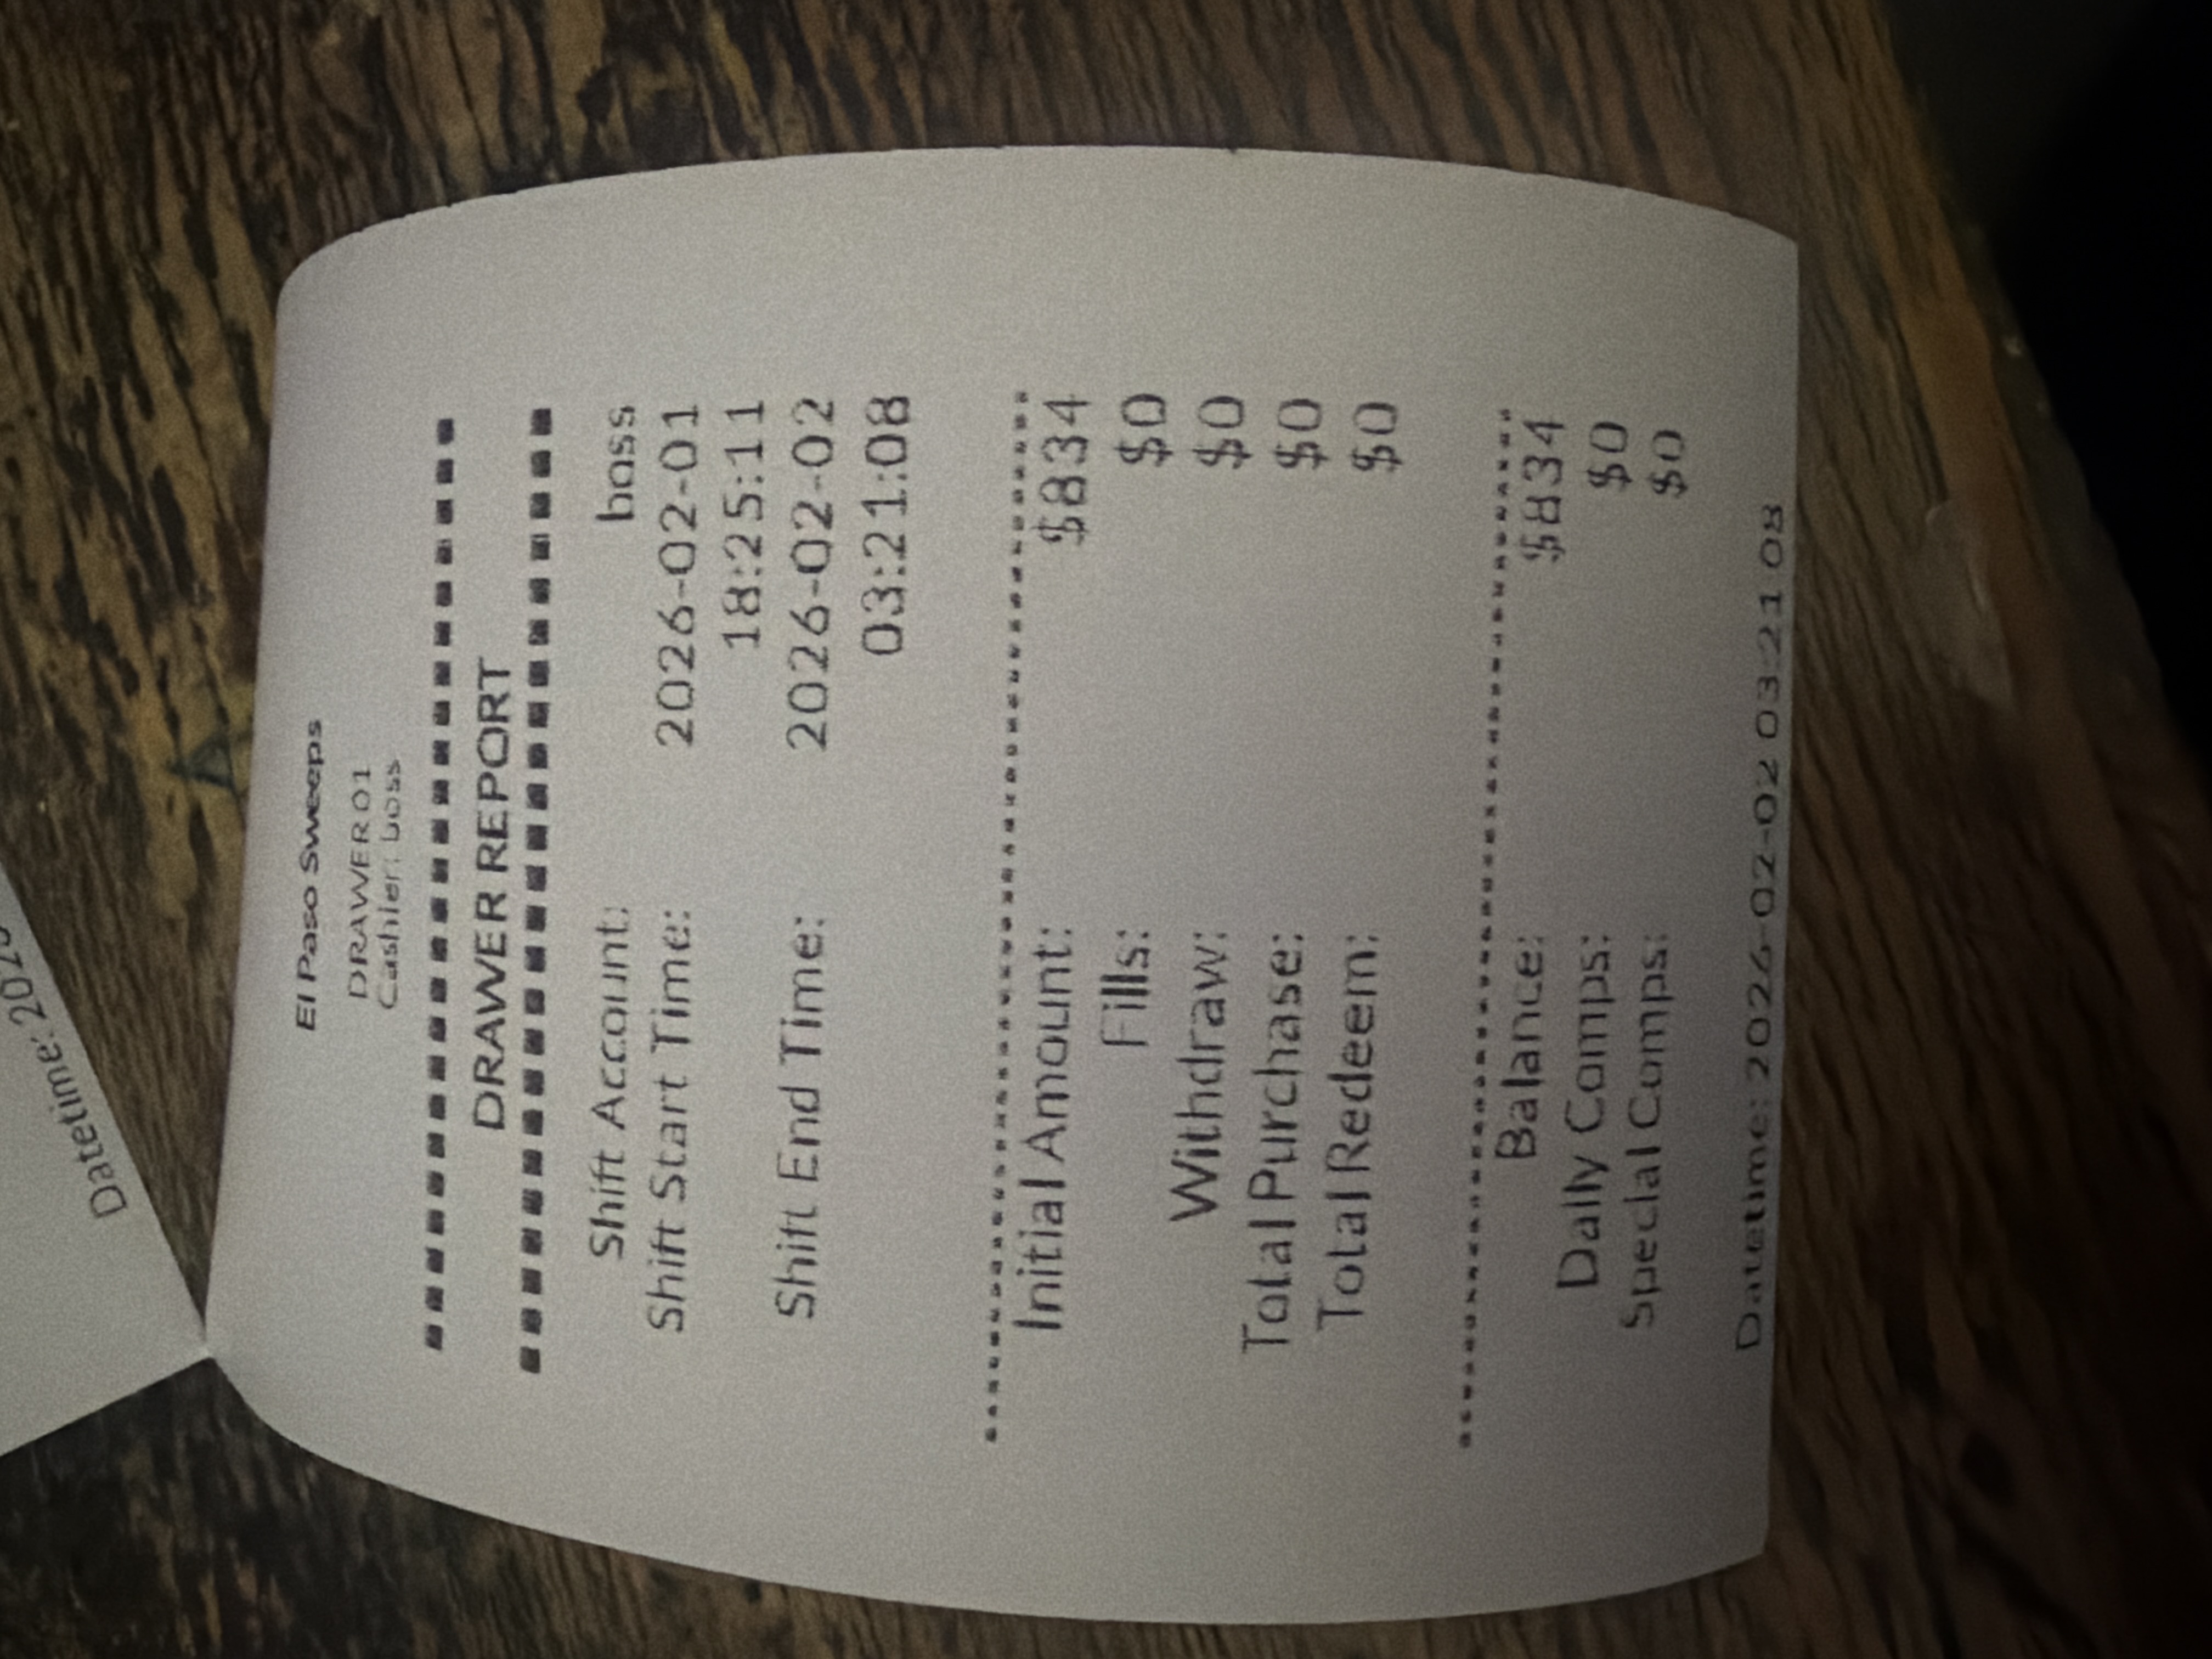 El Paso Sweeps
DRAWER 01
Cashier: boss
DRAWER REPORT
Shift Account: boss
Shift Start Time: 2026-02-01
18:25:11
Shift End Time: 2026-02-02
03:21:08
Initial Amount: $834
Fills: $0
Withdraw: $0
Total Purchase: $0
Total Redeem: $0
Balance: $834
Daily Comps: $0
Special Comps: $0
Datetime: 2026-02-02 03:21:08
Datetime: